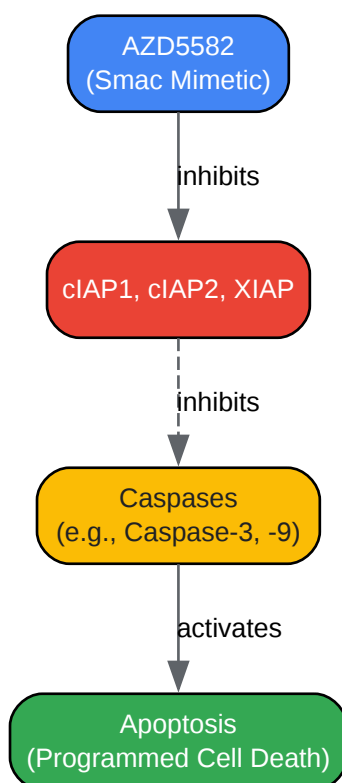 AZD5582
(Smac Mimetic)
inhibits
cIAP1, cIAP2, XIAP
inhibits
Caspases
(e.g., Caspase-3, -9)
activates
Apoptosis
(Programmed Cell Death)